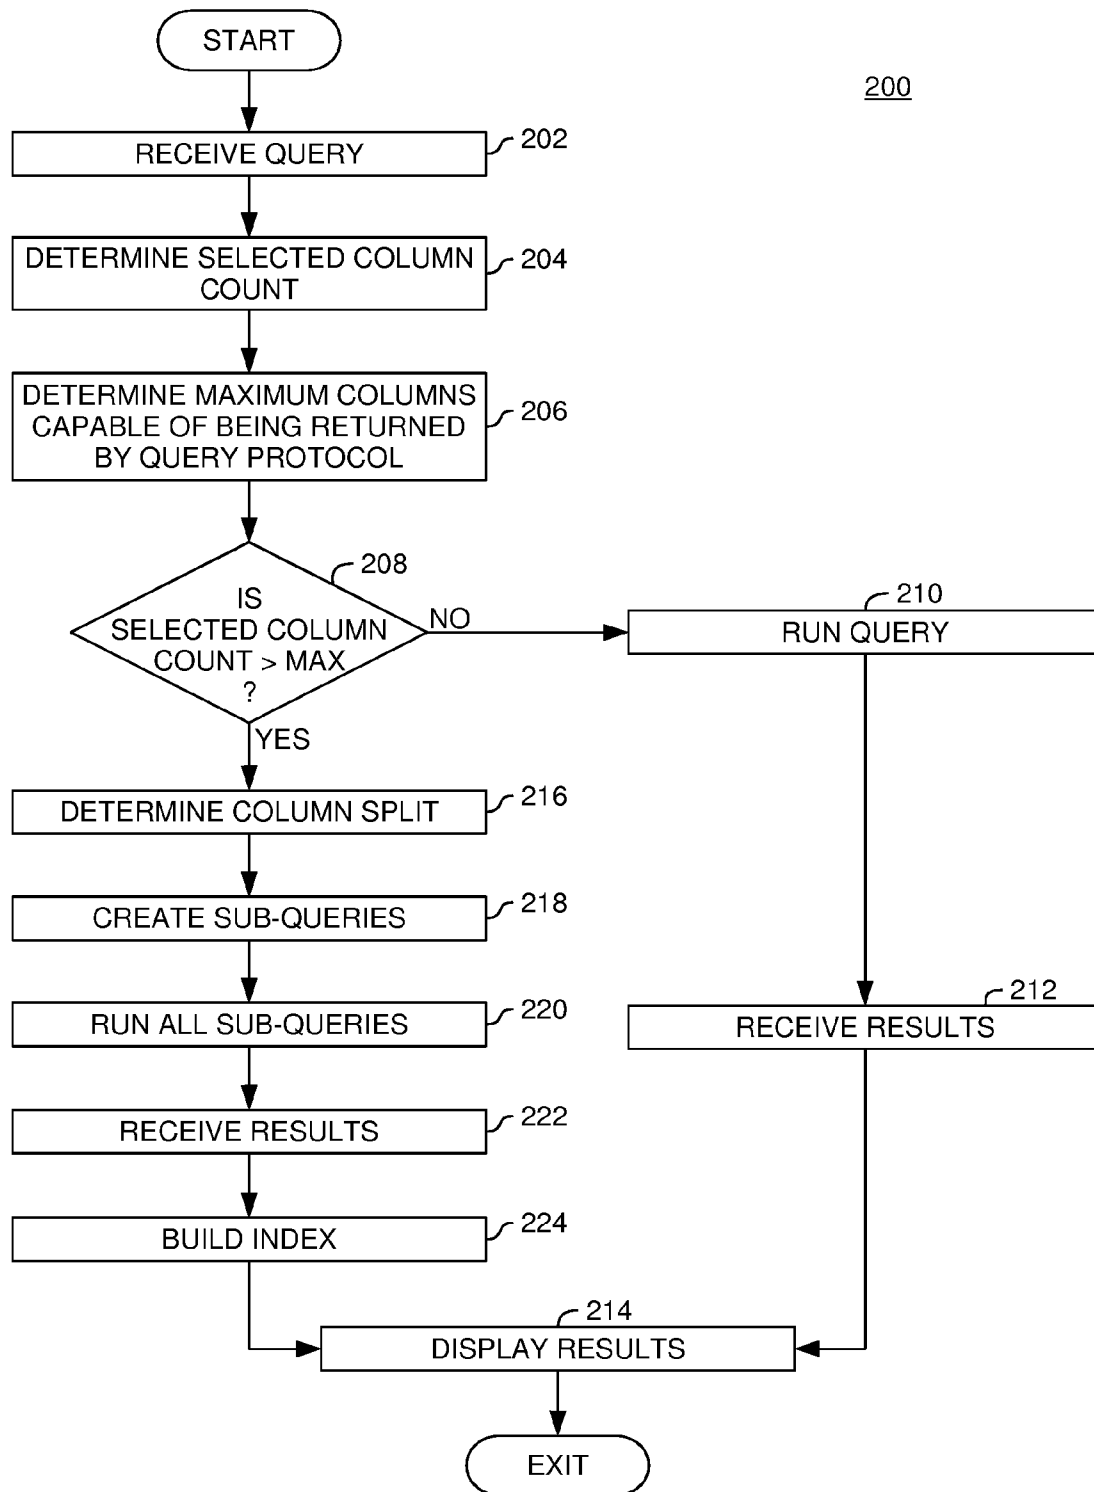 START
200
RECEIVE QUERY
202
DETERMINE SELECTED COLUMN
COUNT
204
DETERMINE MAXIMUM COLUMNS
CAPABLE OF BEING RETURNED
BY QUERY PROTOCOL
206
208
IS
SELECTED COLUMN
COUNT > MAX
?
NO
210
RUN QUERY
YES
DETERMINE COLUMN SPLIT
216
CREATE SUB-QUERIES
218
RUN ALL SUB-QUERIES
220
212
RECEIVE RESULTS
RECEIVE RESULTS
222
BUILD INDEX
224
214
DISPLAY RESULTS
EXIT